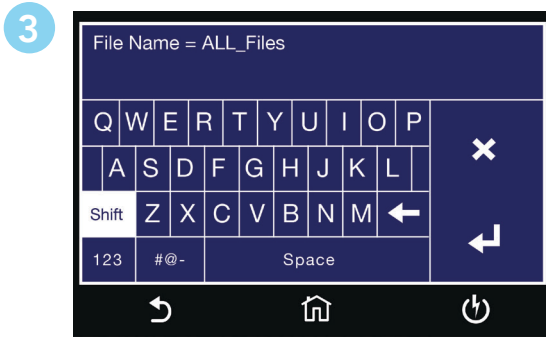 3
File Name = ALL_Files
Q W E R T Y U I O P
A S D F G H J K L
Shift Z X C V B N M
123 #@- Space